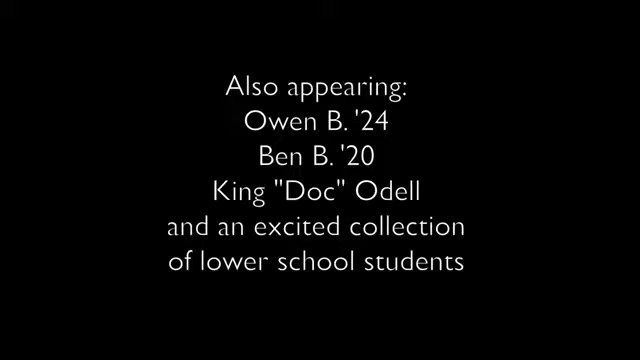 Also appearing:
Owen B. '24
Ben B. '20
King "Doc" Odell
and an excited collection
of lower school students